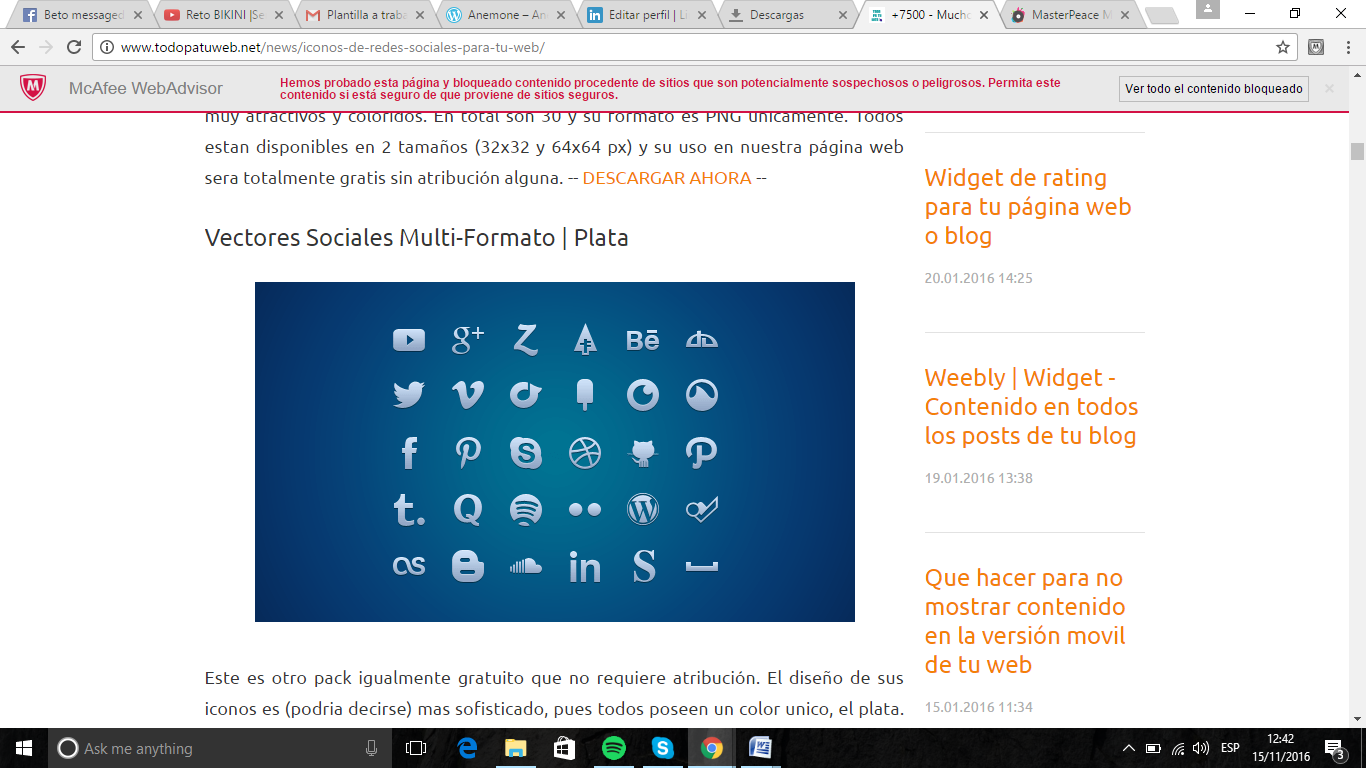 Beto messaged
Reto BIKINI |Se
Plantilla a traba
Anemone – An
Editar perfil | Li
Descargas
+7500 - Mucho
MasterPeace M
www.todopatuweb.net/news/iconos-de-redes-sociales-para-tu-web/
McAfee WebAdvisor
Hemos probado esta página y bloqueado contenido procedente de sitios que son potencialmente sospechosos o peligrosos. Permita este
contenido si está seguro de que proviene de sitios seguros.
Ver todo el contenido bloqueado
muy atractivos y coloridos. En total son 30 y su formato es PNG unicamente. Todos
estan disponibles en 2 tamaños (32x32 y 64x64 px) y su uso en nuestra página web
sera totalmente gratis sin atribución alguna. -- DESCARGAR AHORA --
Vectores Sociales Multi-Formato | Plata
g+
Bē
t.
Q
in
S
Este es otro pack igualmente gratuito que no requiere atribución. El diseño de sus
iconos es (podria decirse) mas sofisticado, pues todos poseen un color unico, el plata.
Widget de rating
para tu página web
o blog
20.01.2016 14:25
Weebly | Widget -
Contenido en todos
los posts de tu blog
19.01.2016 13:38
Que hacer para no
mostrar contenido
en la versión movil
de tu web
15.01.2016 11:34
Ask me anything
ESP
12:42
15/11/2016
3